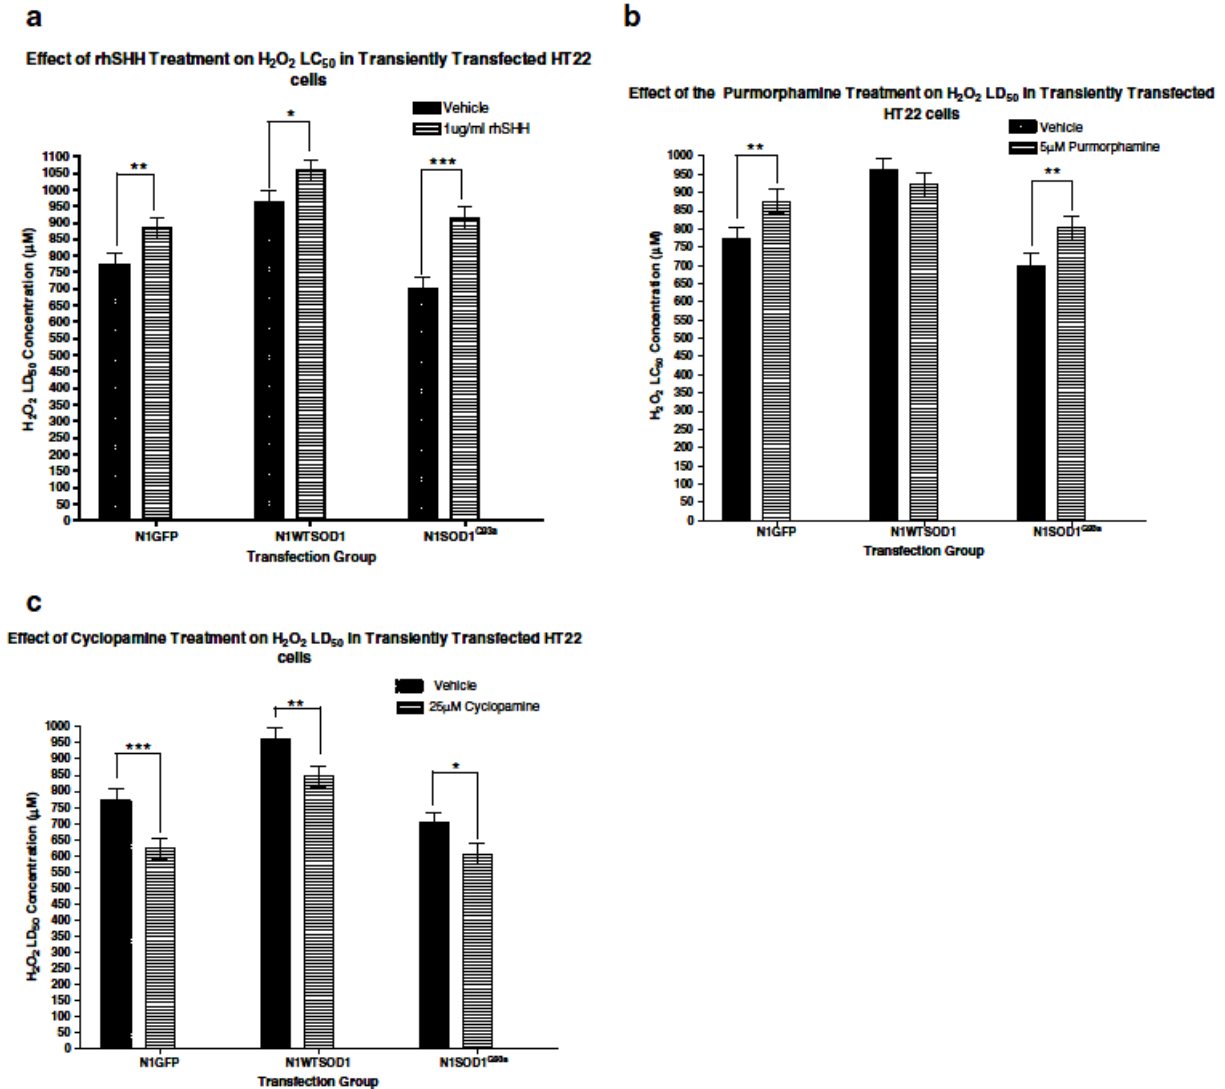 a
Effect of rhSHH Treatment on H₂O₂ LC₅₀ in Transiently Transfected HT22
cells
Vehicle
1ug/ml rhSHH
*
**
***
1100
1050
1000
950
900
850
800
750
700
650
600
550
500
450
400
350
300
250
200
150
100
50
0
H₂O₂ LD₅₀ Concentration (µM)
N1GFP
N1WTSOD1
N1SOD1G93a
Transfection Group
b
Effect of the Purmorphamine Treatment on H₂O₂ LD₅₀ in Transiently Transfected
HT22 cells
Vehicle
5µM Purmorphamine
**
**
1000
950
900
850
800
750
700
650
600
550
500
450
400
350
300
250
200
150
100
50
0
H₂O₂ LC₅₀ Concentration (µM)
N1GFP
N1WTSOD1
N1SOD1G93a
Transfection Group
c
Effect of Cyclopamine Treatment on H₂O₂ LD₅₀ in Transiently Transfected HT22
cells
Vehicle
25µM Cyclopamine
**
***
*
1000
950
900
850
800
750
700
650
600
550
500
450
400
350
300
250
200
150
100
50
0
H₂O₂ LD₅₀ Concentration (µM)
N1GFP
N1WTSOD1
N1SOD1G93a
Transfection Group